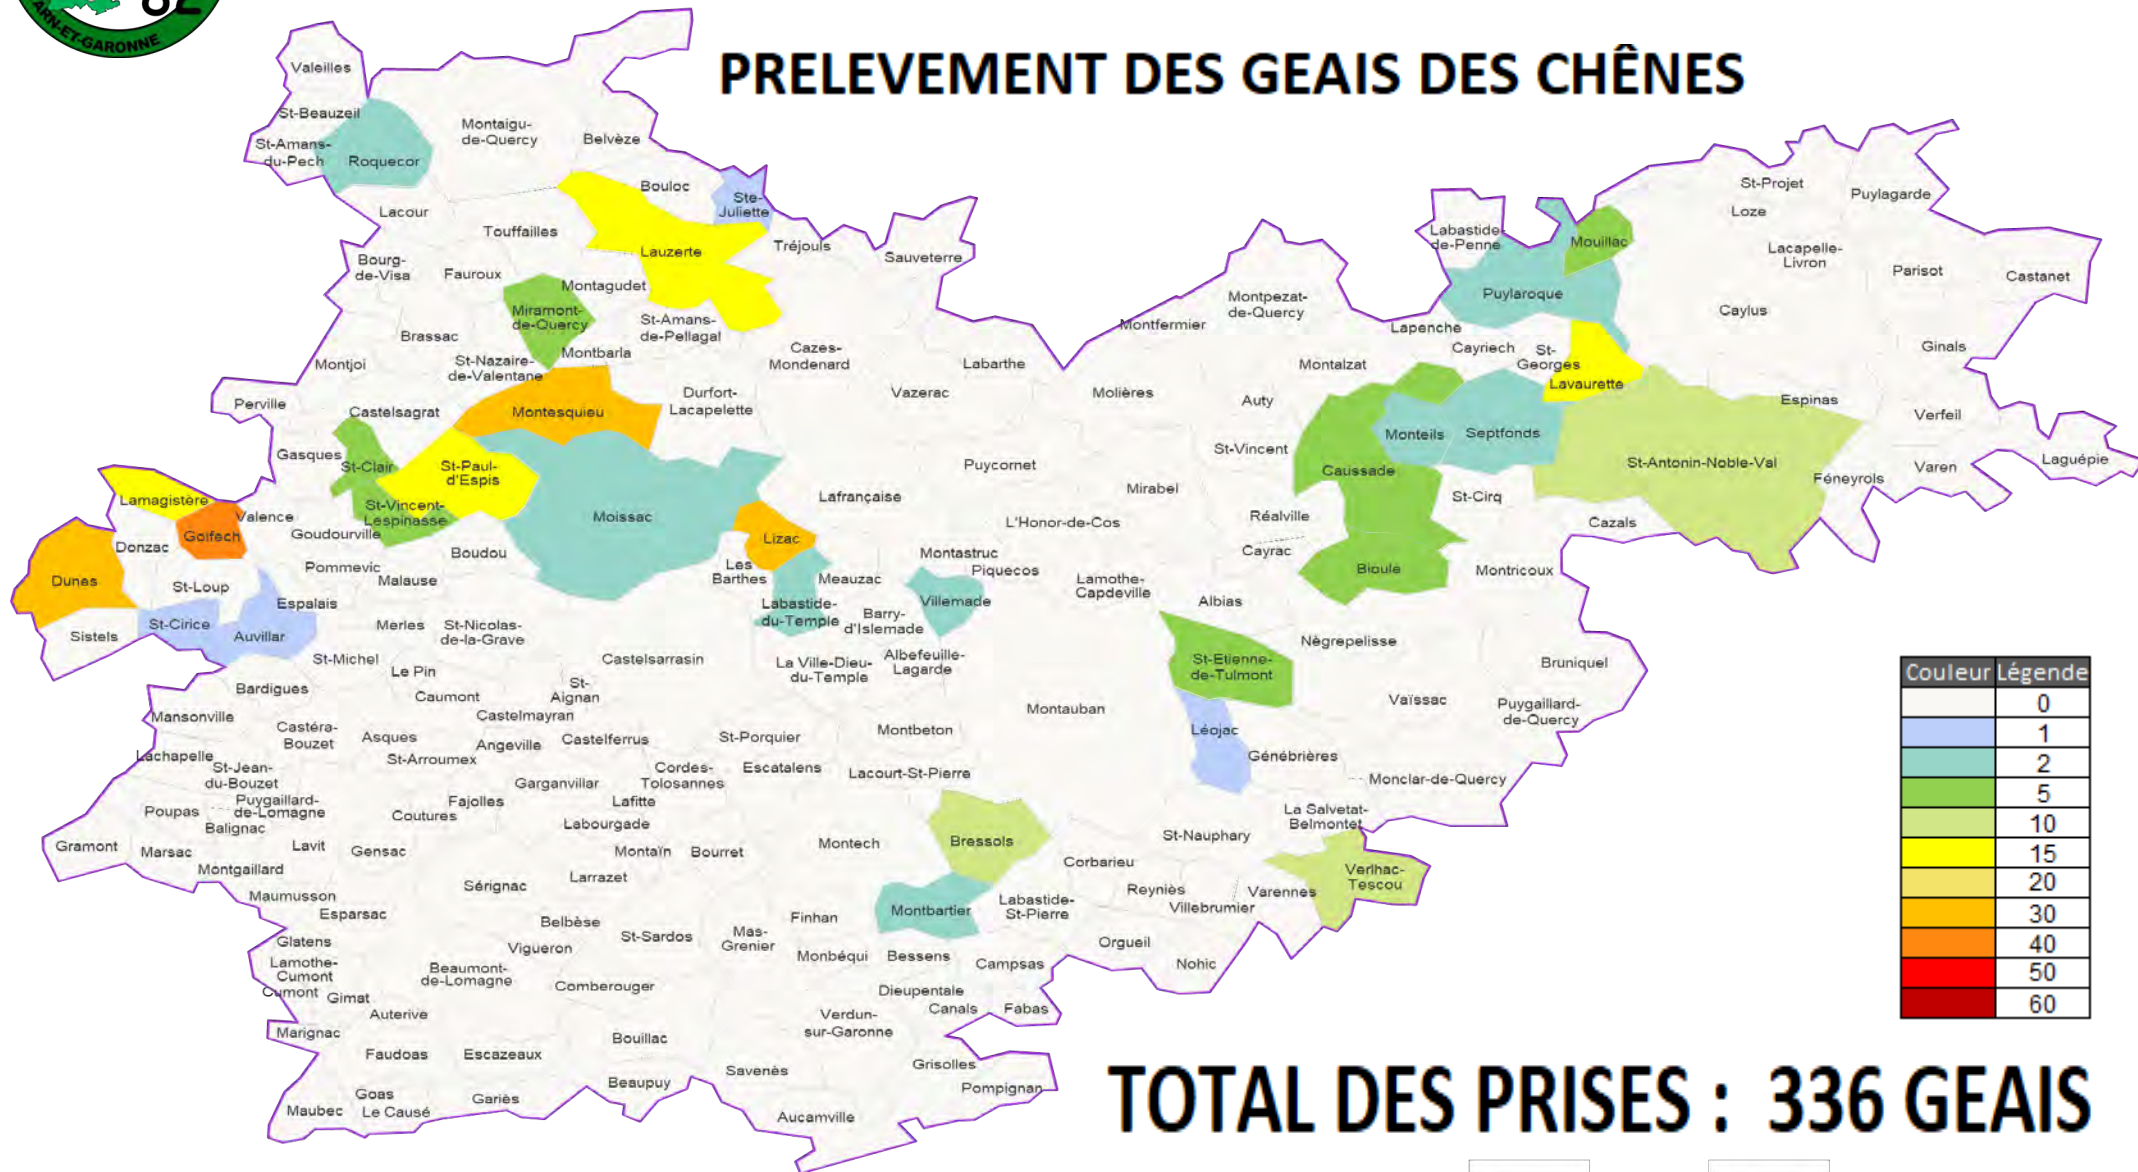 82
ARN-ET-GARONNE
PRELEVEMENT DES GEAIS DES CHÊNES
Valeilles
St-Beauzeil
St-Amans-
du-Pech
Roquecor
Montaigu-
de-Quercy
Belvèze
Bouloc
Ste-
Juliette
Lacour
Touffailles
Lauzerte
Tréjouls
Sauveterre
Bourg-
de-Visa
Fauroux
Montagudet
Miramont-
de-Quercy
St-Amans-
de-Pellagal
Brassac
Montbarla
St-Nazaire-
de-Valentane
Montjoi
Cazes-
Mondenard
Labarthe
Durfort-
Lacapelette
Vazerac
Molières
Perville
Castelsagrat
Montesquieu
Gasques
St-Clair
St-Paul-
d'Espis
St-Vincent-
Lespinasse
Puycornet
Mirabel
Lamagistère
Valence
Golfech
Goudourville
Donzac
Boudou
Moissac
Lafrançaise
Lizac
L'Honor-de-Cos
Dunes
St-Loup
Pommevic
Malause
Les
Barthes
Meauzac
Montastruc
Piquecos
Lamothe-
Capdeville
Espalais
St-Cirice
Auvillar
Sistels
Merles
St-Nicolas-
de-la-Grave
Labastide-
du-Temple
Barry-
d'Islemade
Villemade
St-Michel
Le Pin
Castelsarrasin
La Ville-Dieu-
du-Temple
Albefeuille-
Lagarde
Bardigues
Caumont
St-
Aignan
Mansonville
Castelmayran
Montauban
Castéra-
Bouzet
Asques
Angeville
Castelferrus
St-Porquier
Montbeton
Lachapelle
St-Arroumex
St-Jean-
du-Bouzet
Garganvillar
Cordes-
Tolosannes
Escatalens
Lacourt-St-Pierre
Poupas
Puygaillard-
de-Lomagne
Fajolles
Lafitte
Balignac
Coutures
Labourgade
Gramont
Marsac
Lavit
Gensac
Montaïn
Bourret
Montech
Bressols
Montgaillard
Larrazet
Sérignac
Maumusson
Esparsac
Belbèse
Finhan
Montbartier
Labastide-
St-Pierre
Corbarieu
Glatens
Vigueron
St-Sardos
Mas-
Grenier
Lamothe-
Cumont
Cumont
Gimat
Beaumont-
de-Lomagne
Comberouger
Monbéqui
Bessens
Campsas
Dieupentale
Canals
Fabas
Auterive
Verdun-
sur-Garonne
Marignac
Faudoas
Escazeaux
Bouillac
Savenès
Grisolles
Pompignan
Goas
Maubec
Le Causé
Gariès
Beaupuy
Aucamville
Labastide-
de-Penne
Mouillac
St-Projet
Puylagarde
Loze
Lacapelle-
Livron
Parisot
Castanet
Puylaroque
Montpezat-
de-Quercy
Montfermier
Lapenche
Caylus
Cayriech
St-
Georges
Ginals
Montalzat
Lavaurette
Auty
Espinas
Verfeil
Monteils
Septfonds
St-Vincent
Caussade
St-Antonin-Noble-Val
Féneyrols
Varen
Laguépie
St-Cirq
Réalville
Cazals
Cayrac
Bioule
Montricoux
Albias
Nègrepelisse
St-Etienne-
de-Tulmont
Bruniquel
Vaïssac
Puygaillard-
de-Quercy
Léojac
Génébrières
Monclar-de-Quercy
La Salvetat-
Belmontet
St-Nauphary
Verlhac-
Tescou
Reyniès
Varennes
Villebrumier
Orgueil
Nohic
Couleur Légende
0
1
2
5
10
15
20
30
40
50
60
TOTAL DES PRISES : 336 GEAIS